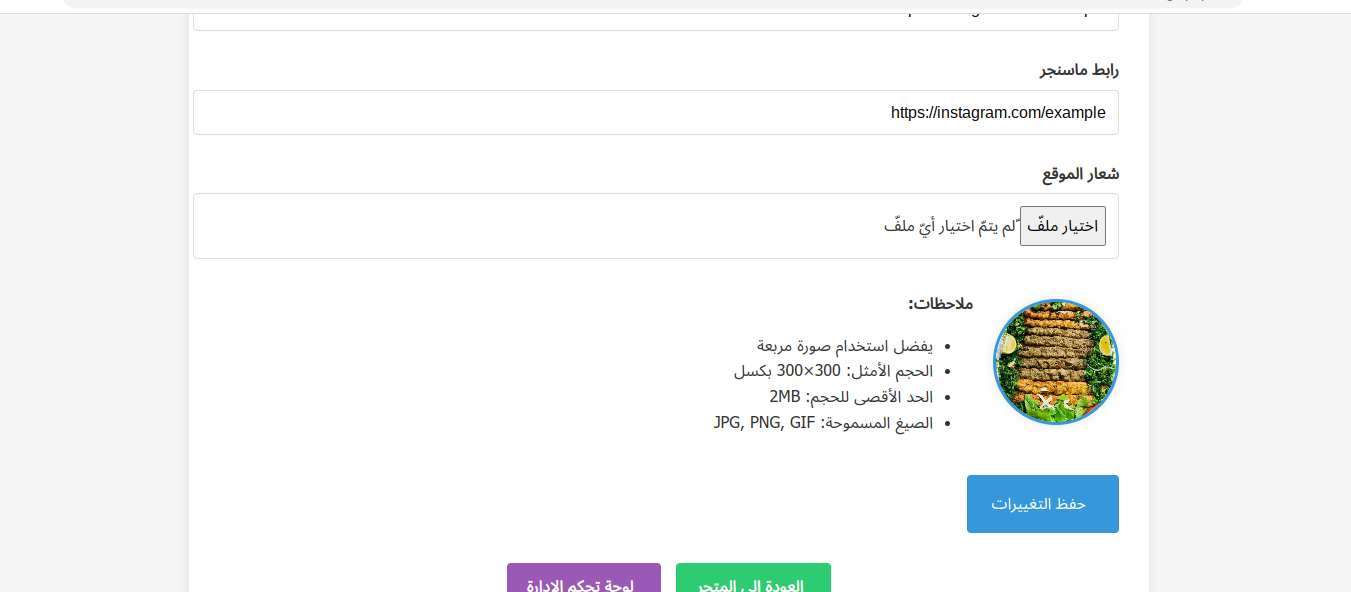 رابط ماسنجر
https://instagram.com/example
شعار الموقع
اختيار ملفّ لم يتمّ اختيار أيّ ملفّ
ملاحظات:
يفضل استخدام صورة مربعة
الحجم الأمثل: 300×300 بكسل
الحد الأقصى للحجم: 2MB
الصيغ المسموحة: JPG, PNG, GIF
حفظ التغييرات
العودة إلى المتجر
لوحة تحكم الإدارة